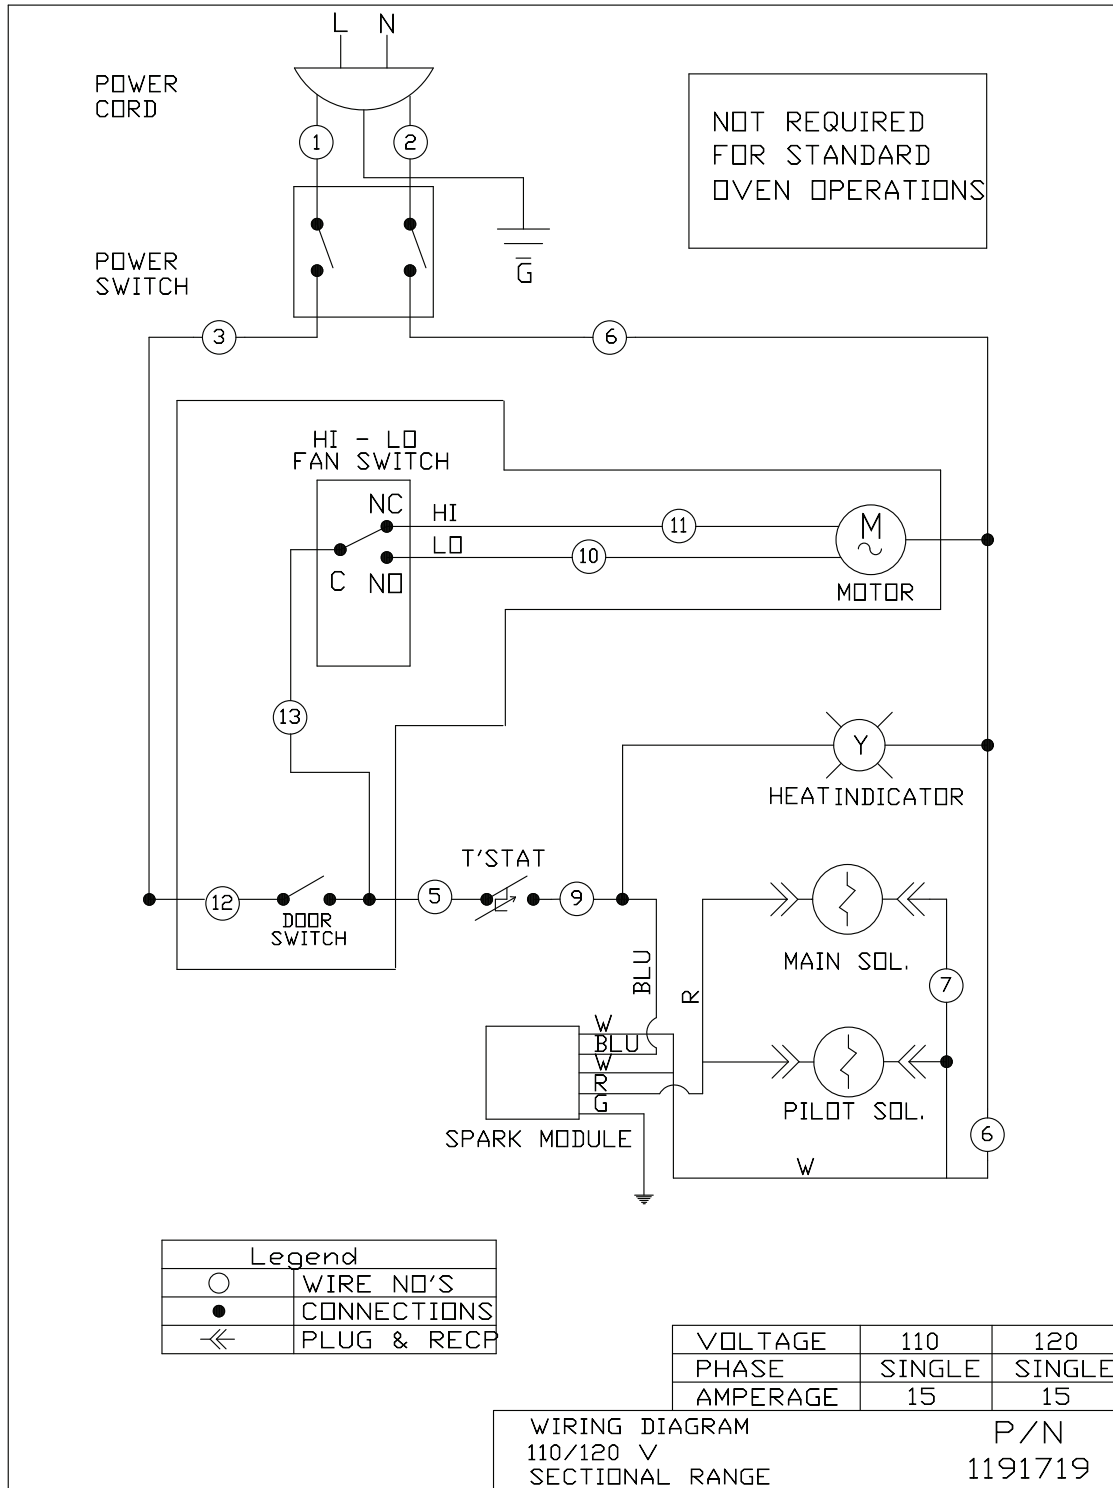 L N
POWER
CORD
1 2
NOT REQUIRED
FOR STANDARD
OVEN OPERATIONS
G
POWER
SWITCH
3 6
HI - LO
FAN SWITCH
NC HI 11
LO 10
C NO
M
MOTOR
13
Y
HEAT INDICATOR
T'STAT
12 5 9
DOOR
SWITCH
MAIN SOL.
BLU
R
7
W
BLU
W
R
G
PILOT SOL.
SPARK MODULE
6
W
Legend
WIRE NO'S
CONNECTIONS
PLUG & RECP
VOLTAGE 110 120
PHASE SINGLE SINGLE
AMPERAGE 15 15
WIRING DIAGRAM
110/120 V
SECTIONAL RANGE
P/N
1191719